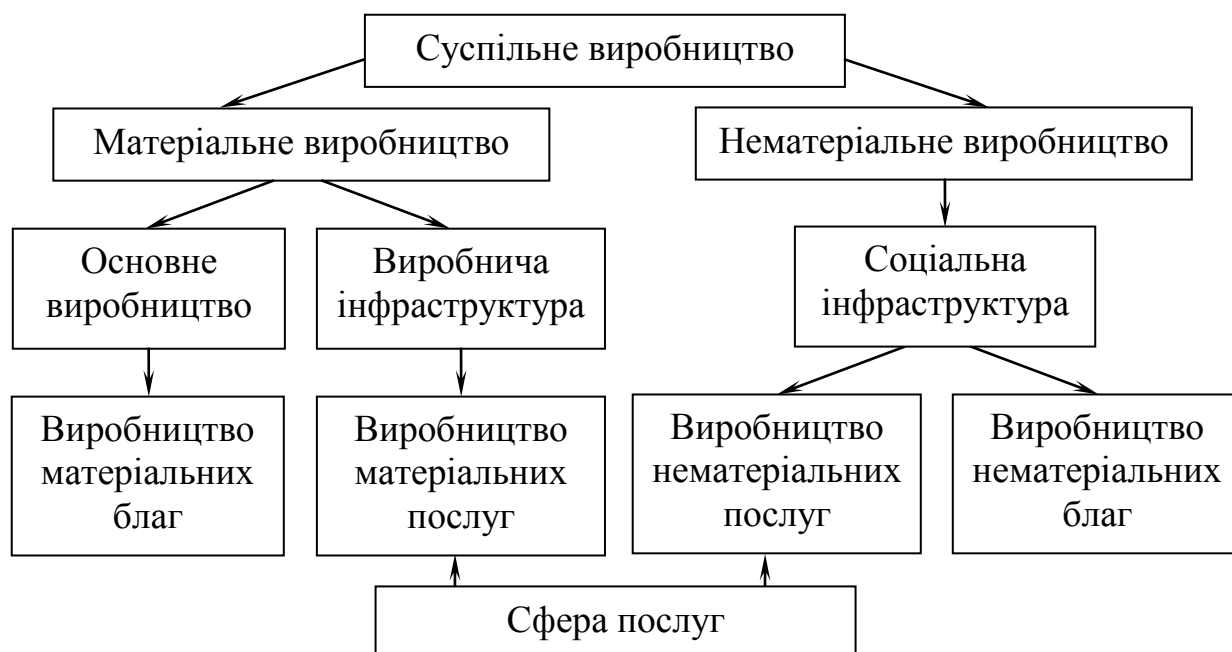 Суспільне виробництво
Матеріальне виробництво
Нематеріальне виробництво
Основне
виробництво
Виробнича
інфраструктура
Соціальна
інфраструктура
Виробництво
матеріальних
благ
Виробництво
матеріальних
послуг
Виробництво
нематеріальних
послуг
Виробництво
нематеріальних
благ
Сфера послуг